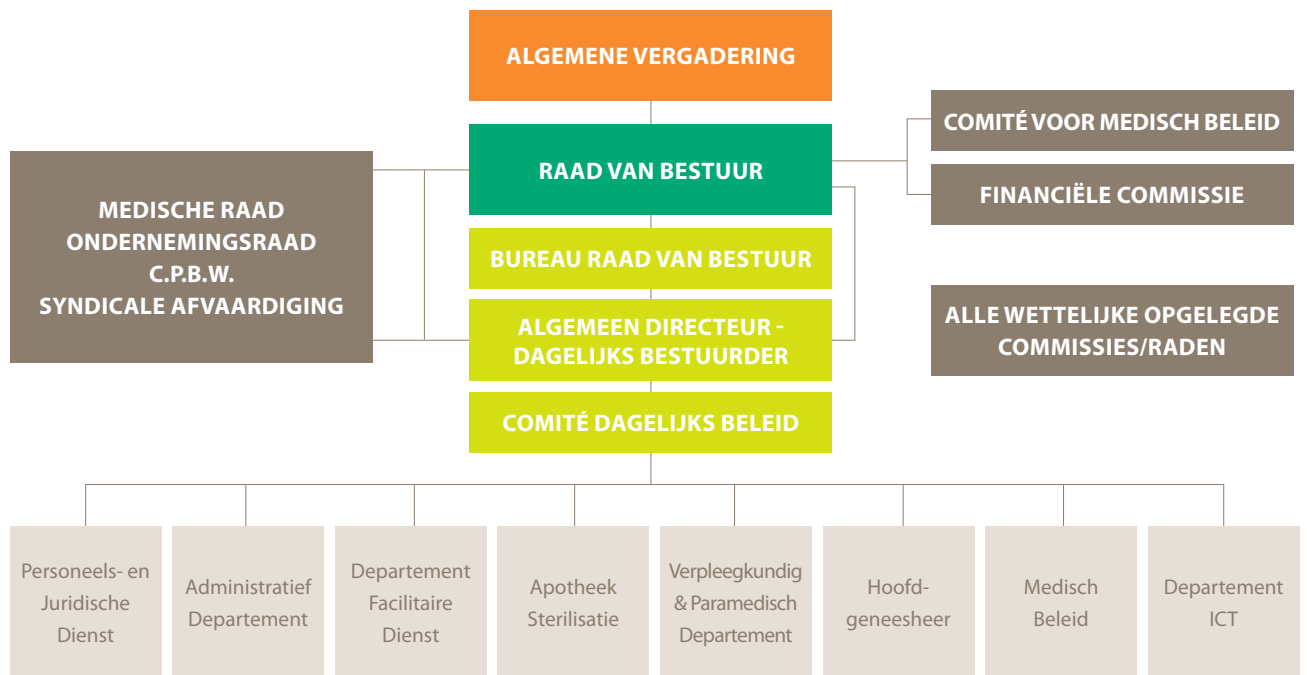 ALGEMENE VERGADERING
RAAD VAN BESTUUR
COMITÉ VOOR MEDISCH BELEID
FINANCIËLE COMMISSIE
MEDISCHE RAAD
ONDERNEMINGSRAAD
C.P.B.W.
SYNDICALE AFVAARDIGING
BUREAU RAAD VAN BESTUUR
ALGEMEEN DIRECTEUR -
DAGELIJKS BESTUURDER
ALLE WETTELIJKE OPGELEGDE
COMMISSIES/RADEN
COMITÉ DAGELIJKS BELEID
Personeels- en
Juridische
Dienst
Administratief
Departement
Departement
Facilitaire
Dienst
Apotheek
Sterilisatie
Verpleegkundig
& Paramedisch
Departement
Hoofd-
geneesheer
Medisch
Beleid
Departement
ICT